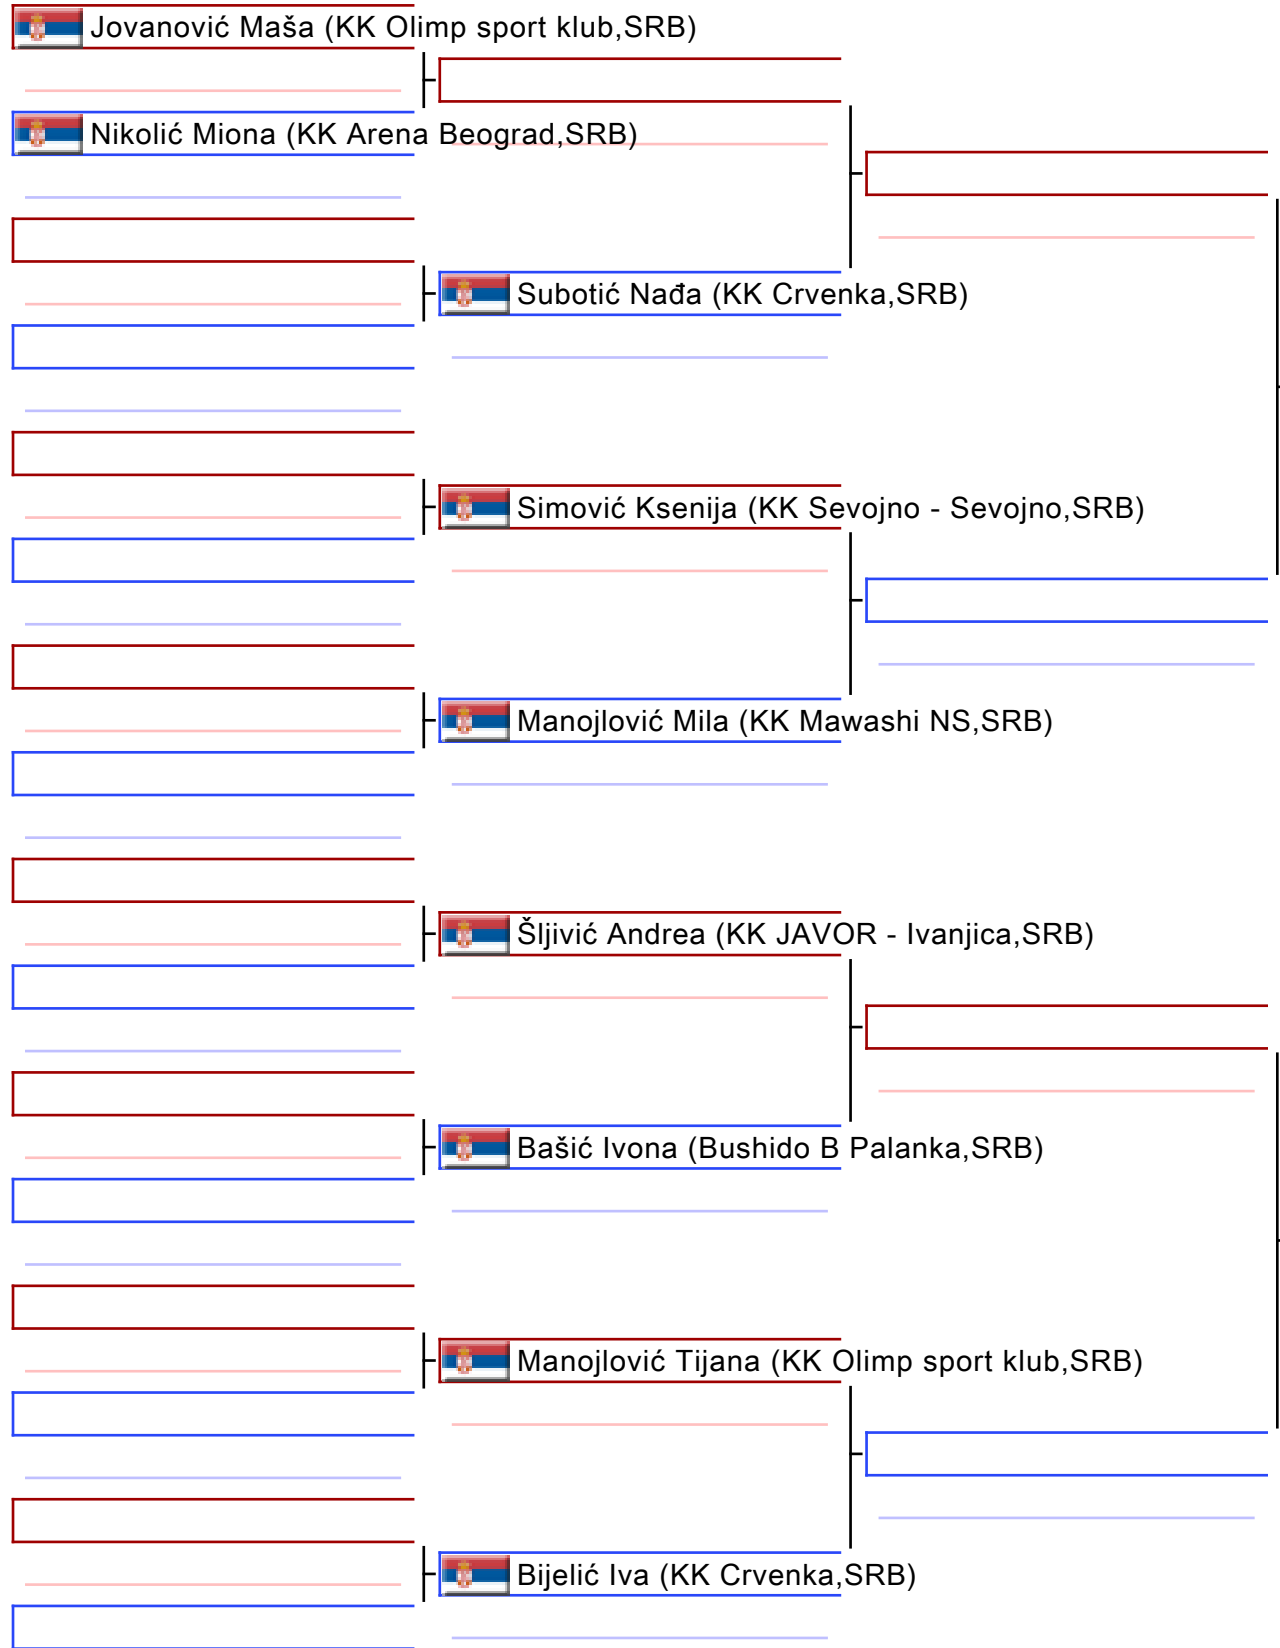 Jovanović Maša (KK Olimp sport klub,SRB)
Nikolić Miona (KK Arena Beograd,SRB)
Subotić Nađa (KK Crvenka,SRB)
Simović Ksenija (KK Sevojno - Sevojno,SRB)
Manojlović Mila (KK Mawashi NS,SRB)
Šljivić Andrea (KK JAVOR - Ivanjica,SRB)
Bašić Ivona (Bushido B Palanka,SRB)
Manojlović Tijana (KK Olimp sport klub,SRB)
Bijelić Iva (KK Crvenka,SRB)